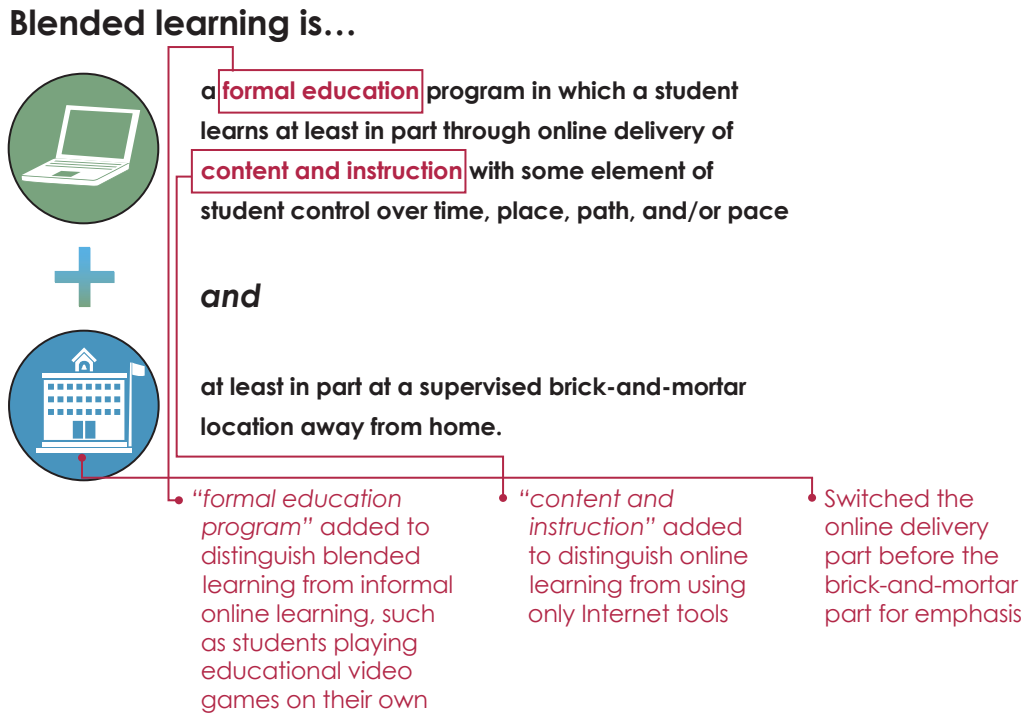 Blended learning is…
a formal education program in which a student
learns at least in part through online delivery of
content and instruction with some element of
student control over time, place, path, and/or pace
and
at least in part at a supervised brick-and-mortar
location away from home.
“formal education
program” added to
distinguish blended
learning from informal
online learning, such
as students playing
educational video
games on their own
“content and
instruction” added
to distinguish online
learning from using
only Internet tools
Switched the
online delivery
part before the
brick-and-mortar
part for emphasis